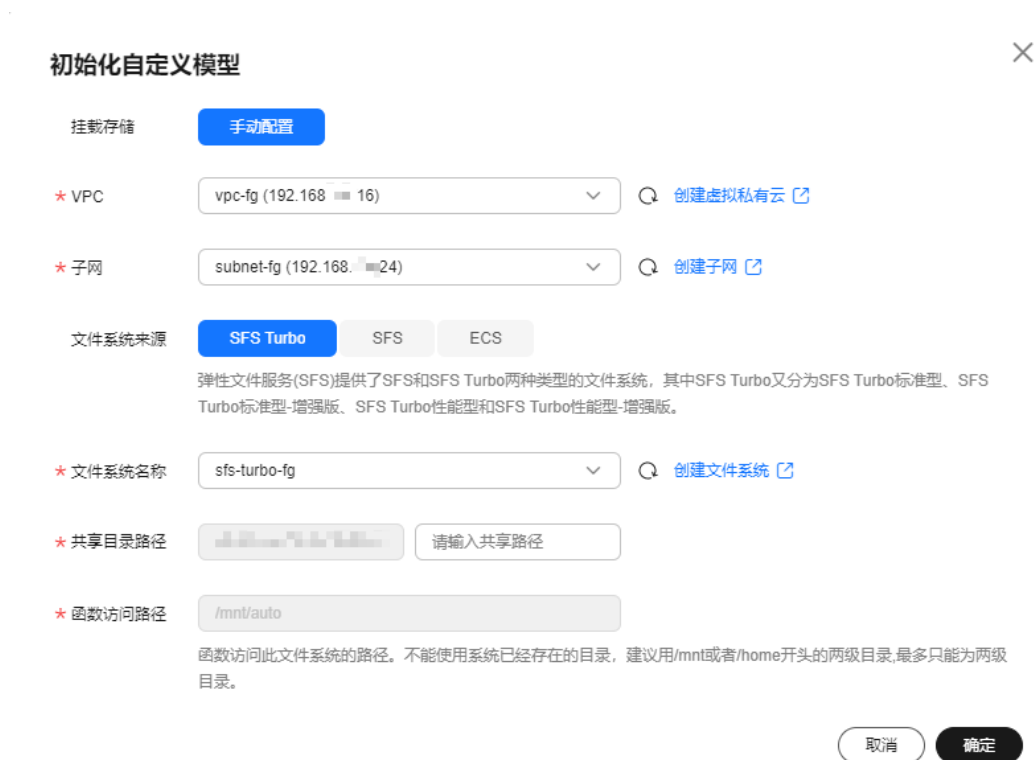 初始化自定义模型
挂载存储 手动配置
* VPC vpc-fg (192.168 16) 创建虚拟私有云
* 子网 subnet-fg (192.168. 24) 创建子网
文件系统来源 SFS Turbo SFS ECS
弹性文件服务(SFS)提供了SFS和SFS Turbo两种类型的文件系统，其中SFS Turbo又分为SFS Turbo标准型、SFS
Turbo标准型-增强版、SFS Turbo性能型和SFS Turbo性能型-增强版。
* 文件系统名称 sfs-turbo-fg 创建文件系统
* 共享目录路径 请输入共享路径
* 函数访问路径 /mnt/auto
函数访问此文件系统的路径。不能使用系统已经存在的目录，建议用/mnt或者/home开头的两级目录,最多只能为两级
目录。
取消 确定